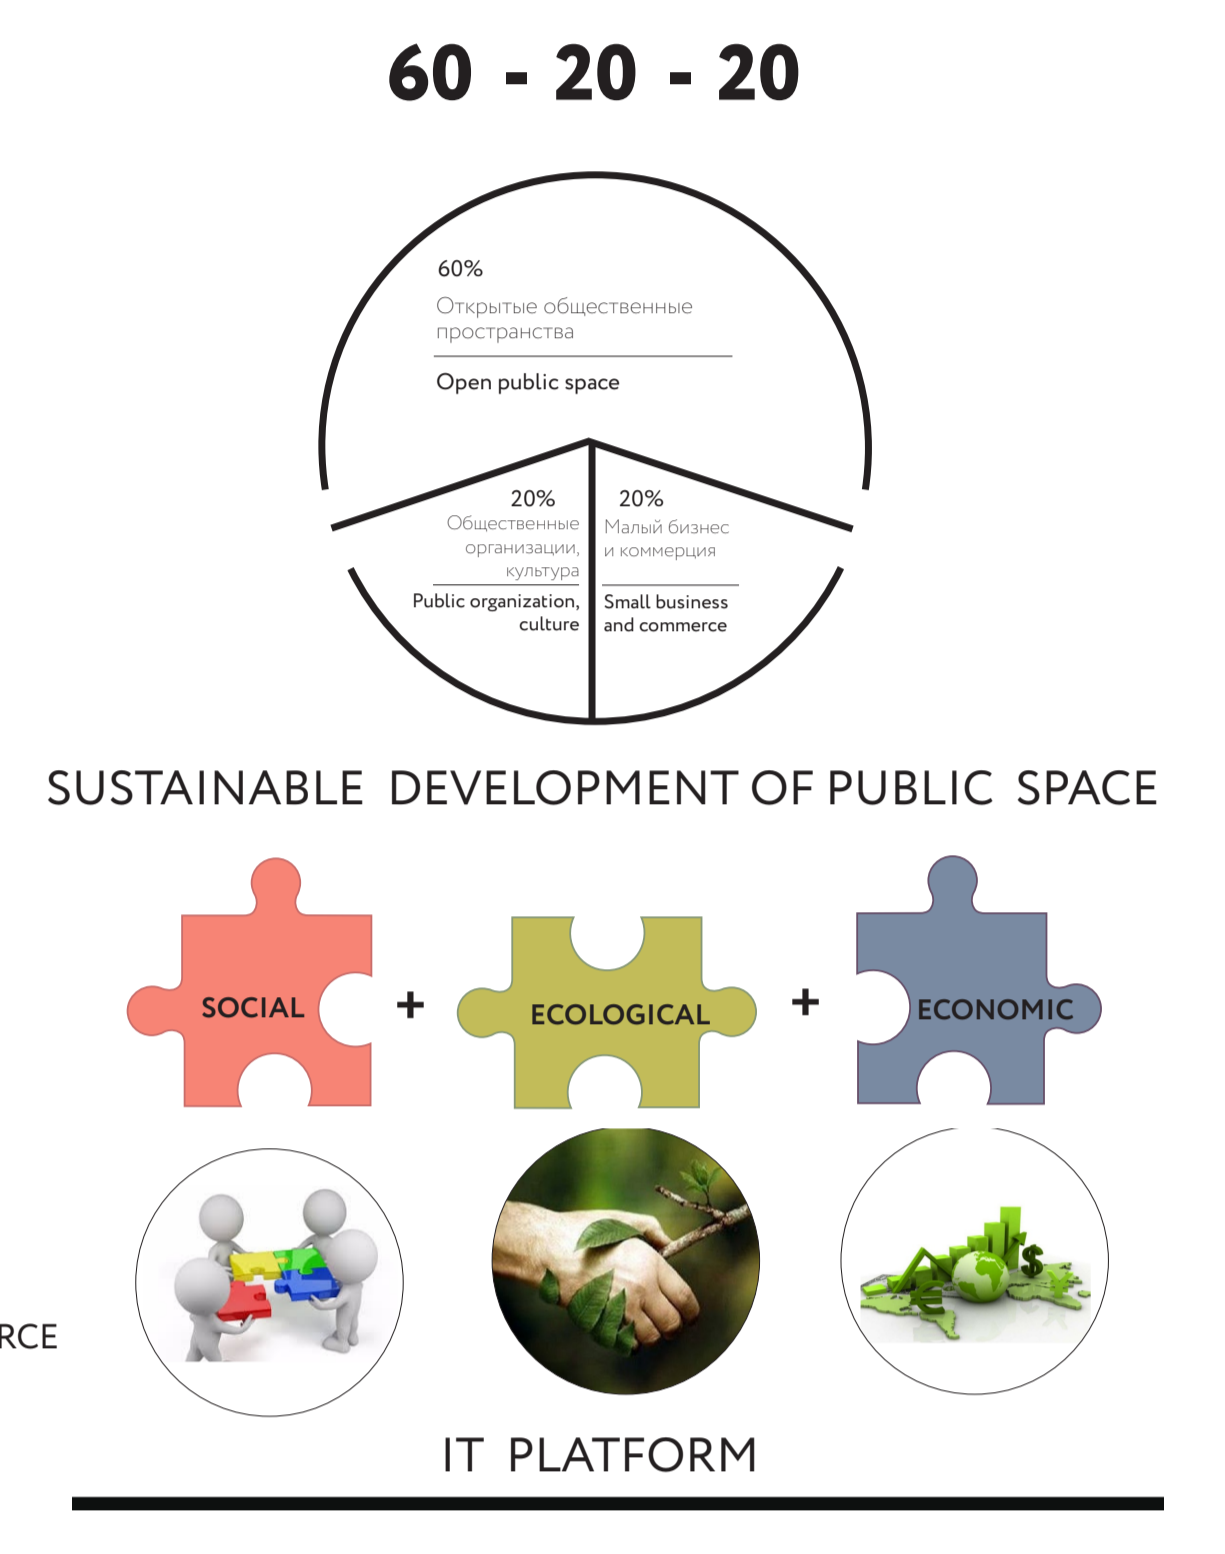 60 - 20 - 20
60%
Открытые общественные
пространства
Open public space
20%
Общественные
организации,
культура
Public organization,
culture
20%
Малый бизнес
и коммерция
Small business
and commerce
SUSTAINABLE DEVELOPMENT OF PUBLIC SPACE
SOCIAL
+
ECOLOGICAL
+
ECONOMIC
RCE
IT PLATFORM